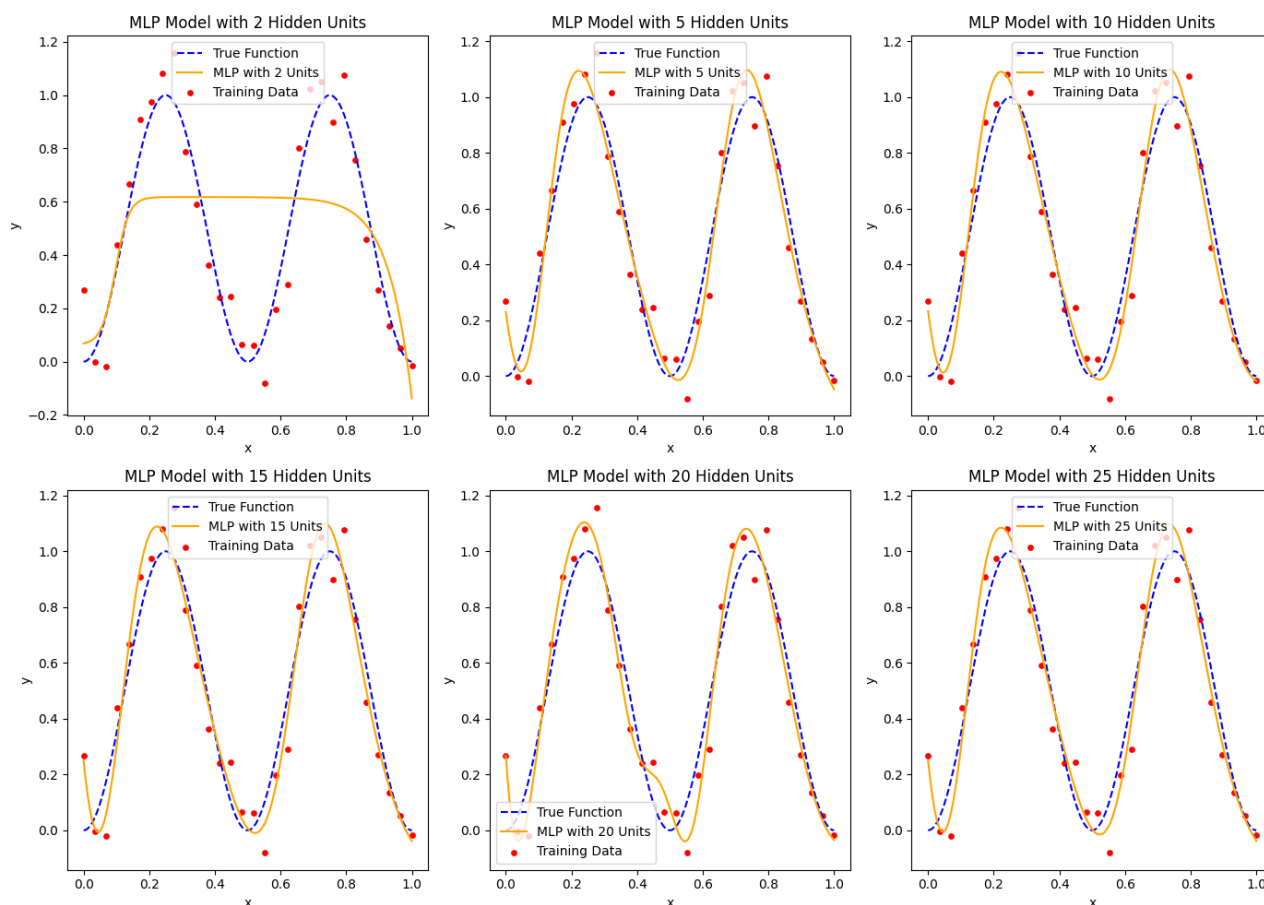 MLP Model with 2 Hidden Units
1.2
1.0
0.8
0.6
0.4
0.2
0.0
−0.2
y
True Function
MLP with 2 Units
Training Data
0.0 0.2 0.4 0.6 0.8 1.0
x
MLP Model with 5 Hidden Units
1.2
1.0
0.8
0.6
0.4
0.2
0.0
y
True Function
MLP with 5 Units
Training Data
0.0 0.2 0.4 0.6 0.8 1.0
x
MLP Model with 10 Hidden Units
1.2
1.0
0.8
0.6
0.4
0.2
0.0
y
True Function
MLP with 10 Units
Training Data
0.0 0.2 0.4 0.6 0.8 1.0
x
MLP Model with 15 Hidden Units
1.2
1.0
0.8
0.6
0.4
0.2
0.0
y
True Function
MLP with 15 Units
Training Data
0.0 0.2 0.4 0.6 0.8 1.0
x
MLP Model with 20 Hidden Units
1.2
1.0
0.8
0.6
0.4
0.2
0.0
y
True Function
MLP with 20 Units
Training Data
0.0 0.2 0.4 0.6 0.8 1.0
x
MLP Model with 25 Hidden Units
1.2
1.0
0.8
0.6
0.4
0.2
0.0
y
True Function
MLP with 25 Units
Training Data
0.0 0.2 0.4 0.6 0.8 1.0
x